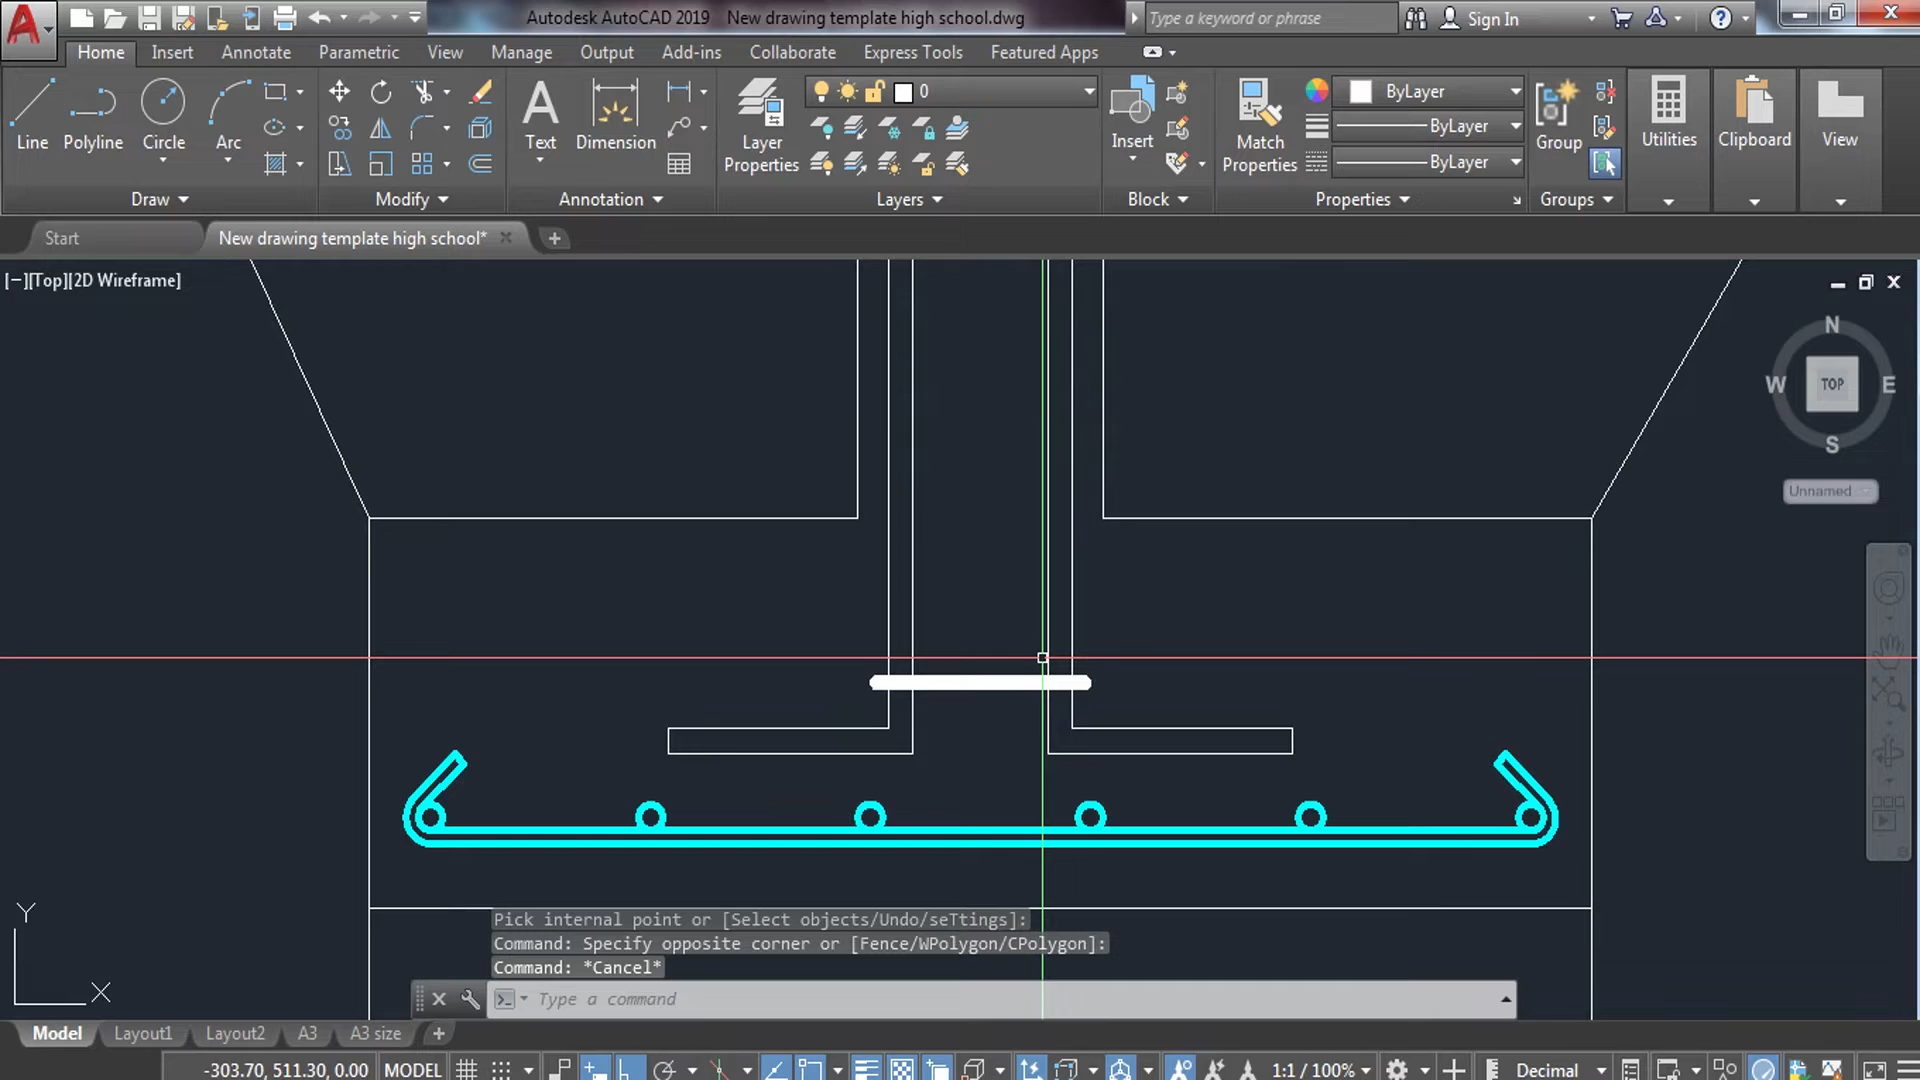 Autodesk AutoCAD 2019 New drawing template high school.dwg
Type a keyword or phrase
Sign In
Home Insert Annotate Parametric View Manage Output Add-ins Collaborate Express Tools Featured Apps
Line Polyline Circle Arc
Text Dimension
Layer Properties
0
Insert
Match Properties
ByLayer
ByLayer
ByLayer
Group
Utilities
Clipboard
View
Draw Modify Annotation Layers Block Properties Groups
Start
New drawing template high school*
[−][Top][2D Wireframe]
N
W TOP E
S
Unnamed
Y
X
Pick internal point or [Select objects/Undo/seTtings]:
Command: Specify opposite corner or [Fence/WPolygon/CPolygon]:
Command: *Cancel*
Type a command
Model Layout1 Layout2 A3 A3 size +
-303.70, 511.30, 0.00 MODEL 1:1 / 100% Decimal